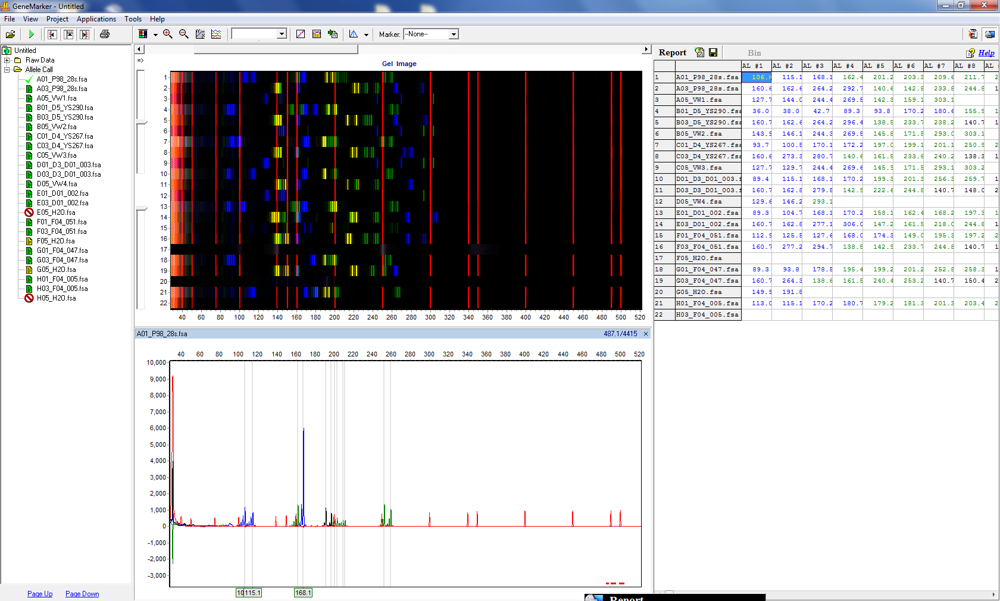 GeneMarker - Untitled
File View Project Applications Tools Help
Marker: --None--
Untitled
Raw Data
Allele Call
A01_P98_28s.fsa
A03_P98_28s.fsa
A05_VW1.fsa
B01_D5_YS290.fsa
B03_D5_YS290.fsa
B05_VW2.fsa
C01_D4_YS267.fsa
C03_D4_YS267.fsa
C05_VW3.fsa
D01_D3_D01_003.fsa
D03_D3_D01_003.fsa
D05_VW4.fsa
E01_D01_002.fsa
E03_D01_002.fsa
E05_H2O.fsa
F01_F04_051.fsa
F03_F04_051.fsa
F05_H2O.fsa
G01_F04_047.fsa
G03_F04_047.fsa
G05_H2O.fsa
H01_F04_005.fsa
H03_F04_005.fsa
H05_H2O.fsa
Page Up Page Down
=>
Gel Image
1
2
3
4
5
6
7
8
9
10
11
12
13
14
15
16
17
18
19
20
21
22
40 60 80 100 120 140 160 180 200 220 240 260 280 300 320 340 360 380 400 420 440 460 480 500 520
A01_P98_28s.fsa 487.1/4415 ×
40 60 80 100 120 140 160 180 200 220 240 260 280 300 320 340 360 380 400 420 440 460 480 500 520
10,000
9,000
8,000
7,000
6,000
5,000
4,000
3,000
2,000
1,000
0
-1,000
-2,000
-3,000
10 115.1 168.1
Report Bin Help
AL #1 AL #2 AL #3 AL #4 AL #5 AL #6 AL #7 AL #8 AL
1 A01_P98_28s.fsa 106.8 115.1 168.1 162.4 201.2 203.3 209.6 211.7 2
2 A03_P98_28s.fsa 160.6 162.6 264.2 292.7 140.6 142.8 233.8 244.8 1
3 A05_VW1.fsa 127.7 144.0 244.4 269.5 142.3 159.1 303.1
4 B01_D5_YS290.fsa 36.0 38.0 42.7 89.3 93.8 170.2 180.6 155.9 1
5 B03_D5_YS290.fsa 160.7 162.6 264.2 296.4 138.5 233.7 238.2 140.7 1
6 B05_VW2.fsa 143.9 146.1 244.3 269.5 145.8 171.5 293.0 303.1
7 C01_D4_YS267.fsa 93.7 100.5 170.1 172.2 197.0 199.1 201.1 250.9 2
8 C03_D4_YS267.fsa 160.6 273.3 280.7 140.6 161.5 233.6 240.2 138.3 1
9 C05_VW3.fsa 127.7 129.7 244.4 269.6 145.9 171.5 293.1 303.2
10 D01_D3_D01_003.f 89.4 115.1 168.1 170.2 199.3 201.3 256.3 259.7 1
11 D03_D3_D01_003.f 160.7 162.8 279.5 142.9 222.6 244.8 140.7 148.0 2
12 D05_VW4.fsa 129.6 146.2 293.1
13 E01_D01_002.fsa 89.3 104.7 168.1 170.2 158.1 162.4 168.2 197.3 1
14 E03_D01_002.fsa 160.7 162.8 277.1 306.0 147.2 161.5 218.0 244.8 1
15 F01_F04_051.fsa 112.9 125.5 127.6 168.0 174.3 149.0 195.3 197.2 2
16 F03_F04_051.fsa 160.7 277.2 294.7 138.5 142.9 233.7 244.8 140.7 1
17 F05_H2O.fsa
18 G01_F04_047.fsa 89.3 93.8 178.5 195.4 199.2 201.2 252.8 258.3 1
19 G03_F04_047.fsa 160.7 264.3 138.6 161.5 240.4 253.2 140.7 150.4 2
20 G05_H2O.fsa 149.9 191.8
21 H01_F04_005.fsa 113.0 115.1 170.2 180.7 179.2 181.3 201.3 203.4 2
22 H03_F04_005.fsa
Report